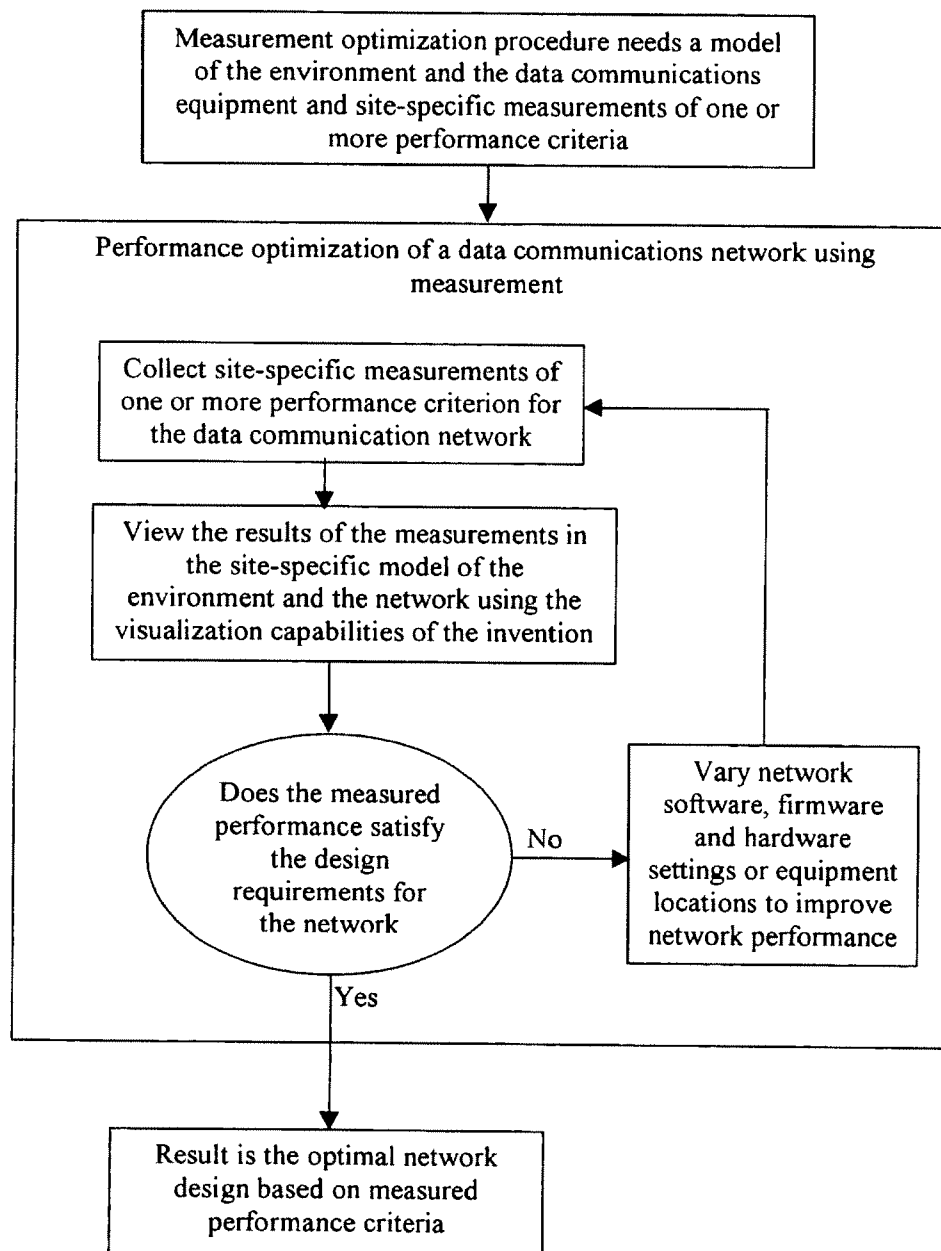 Measurement optimization procedure needs a model
of the environment and the data communications
equipment and site-specific measurements of one or
more performance criteria
Performance optimization of a data communications network using
measurement
Collect site-specific measurements of
one or more performance criterion for
the data communication network
View the results of the measurements in
the site-specific model of the
environment and the network using the
visualization capabilities of the invention
Does the measured
performance satisfy
the design
requirements for
the network
No
Vary network
software, firmware
and hardware
settings or equipment
locations to improve
network performance
Yes
Result is the optimal network
design based on measured
performance criteria